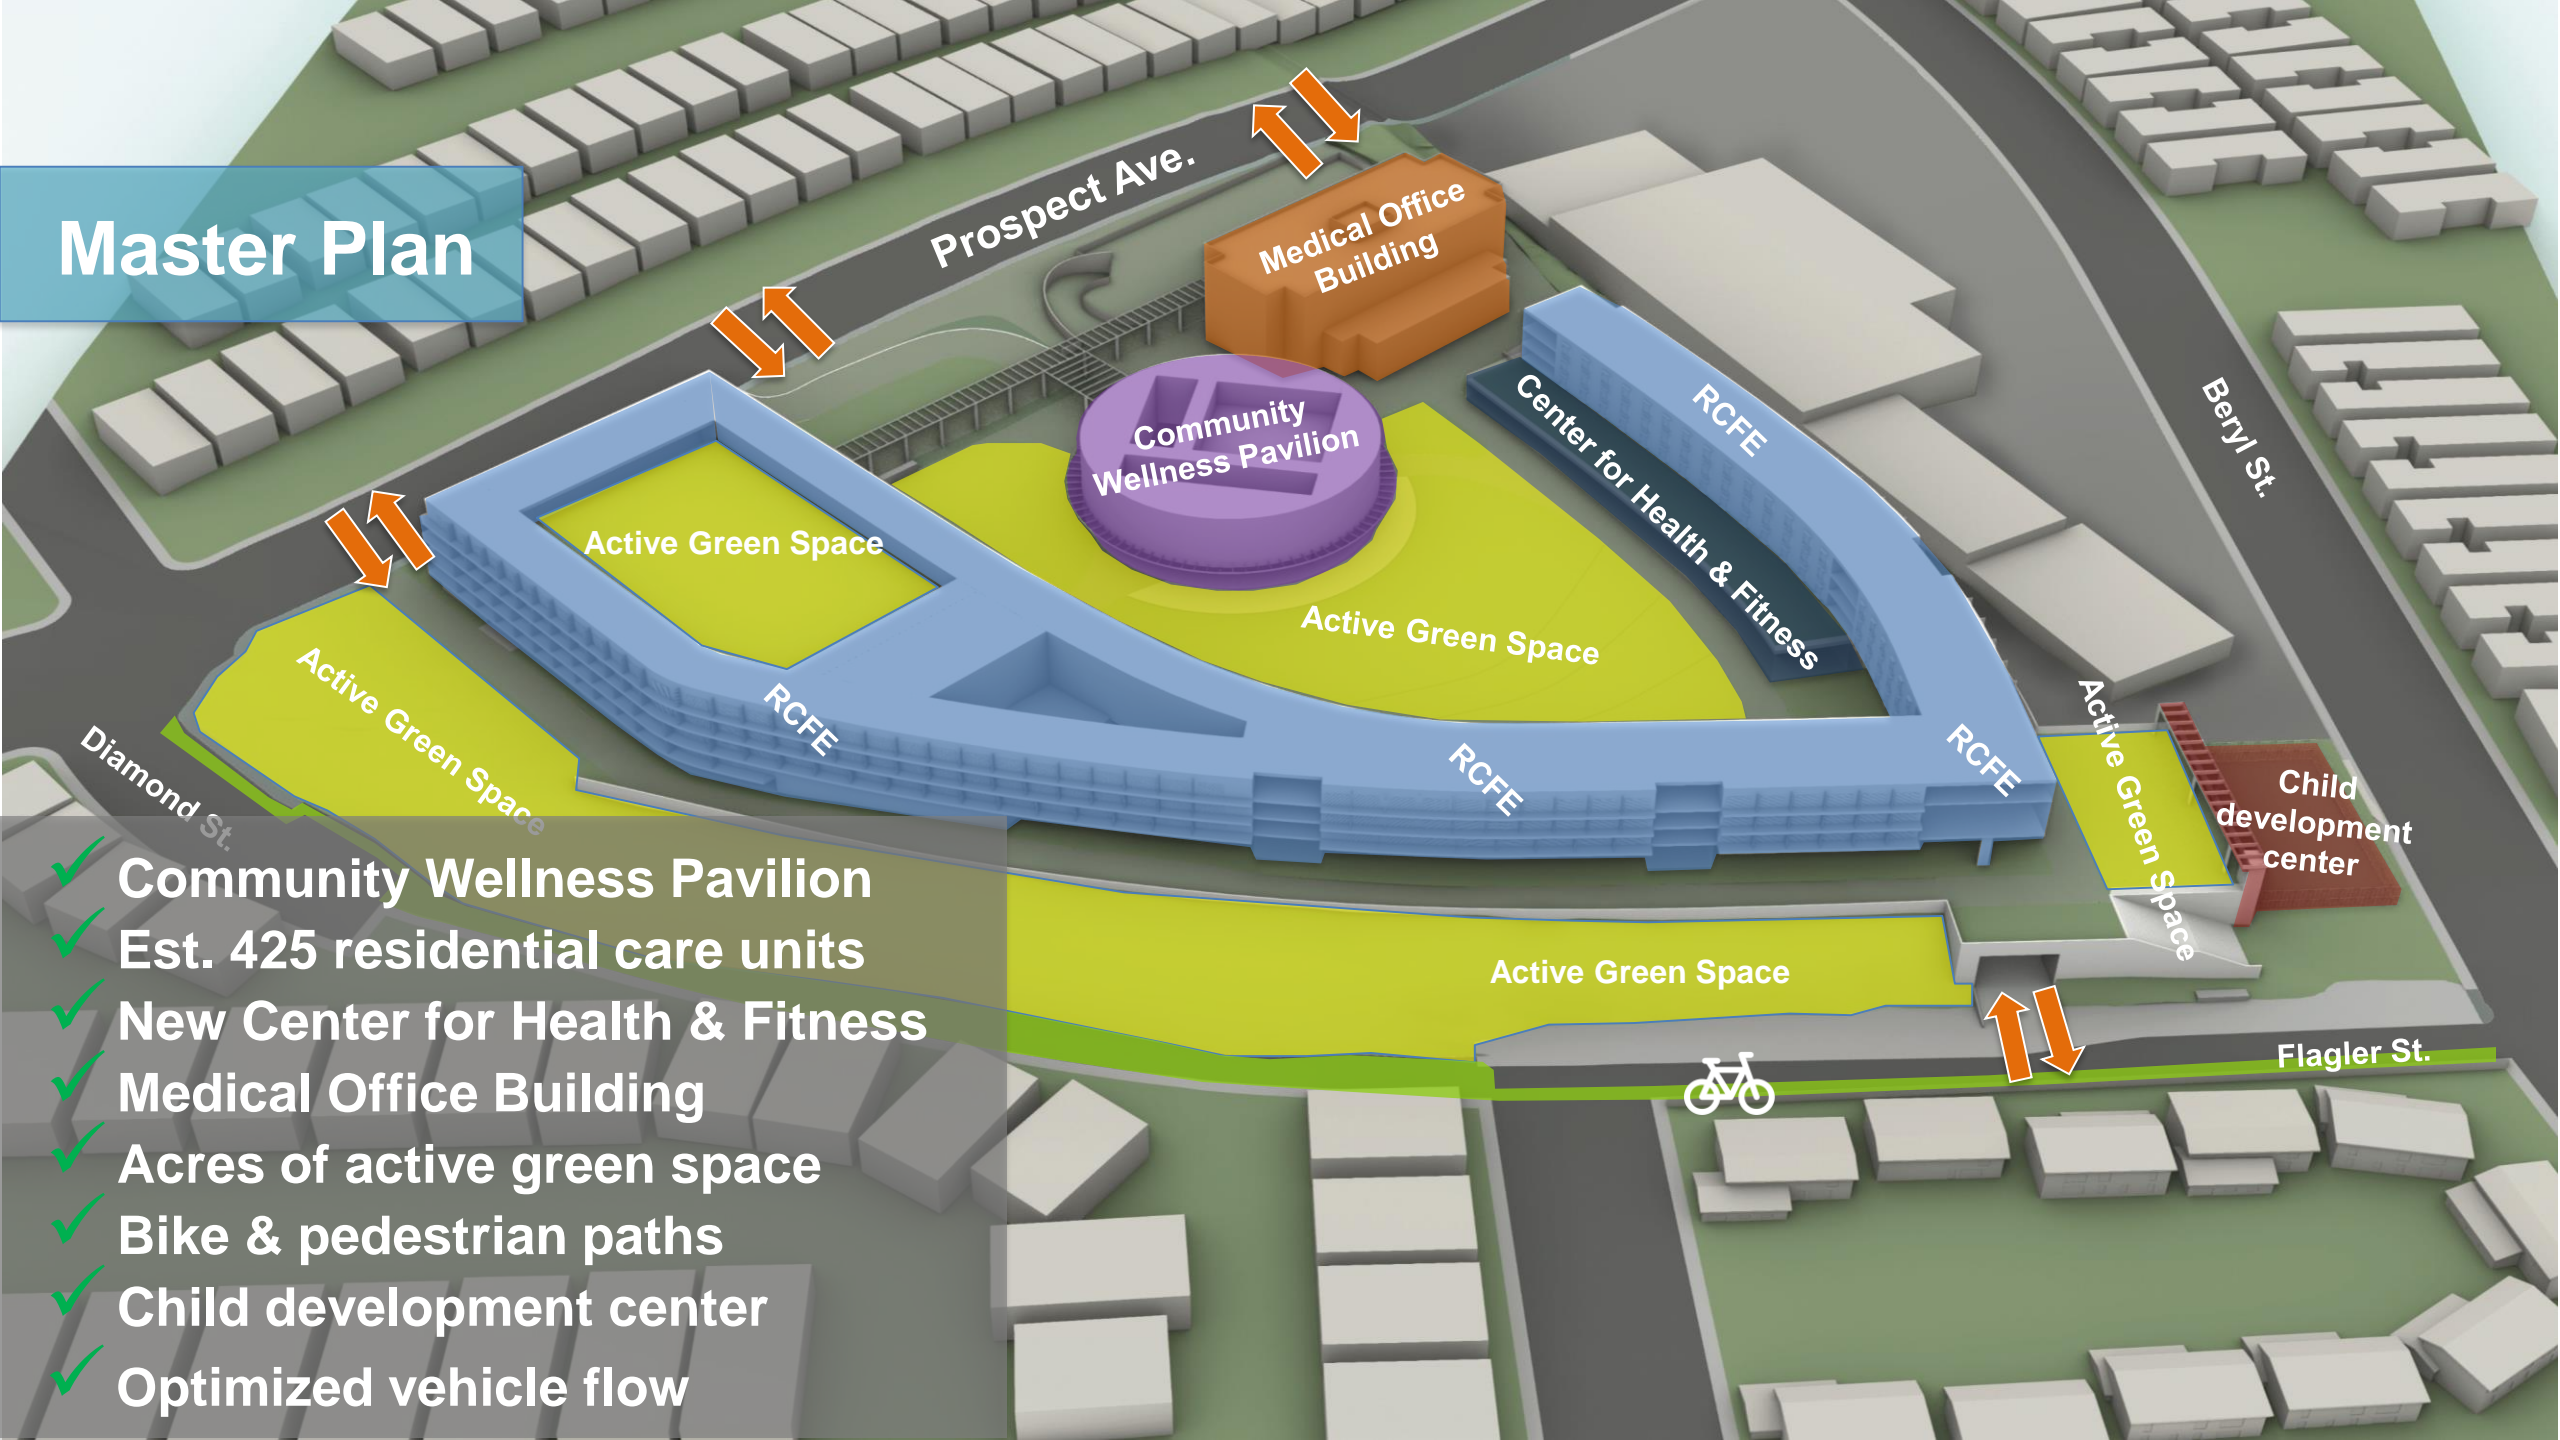 Master Plan
Prospect Ave.
Medical Office
Building
Community
Wellness Pavilion
Center for Health & Fitness
RCFE
Beryl St.
Active Green Space
Active Green Space
Active Green Space
RCFE
RCFE
RCFE
Active Green Space
Child
development
center
Diamond St.
Active Green Space
Flagler St.
Community Wellness Pavilion
Est. 425 residential care units
New Center for Health & Fitness
Medical Office Building
Acres of active green space
Bike & pedestrian paths
Child development center
Optimized vehicle flow